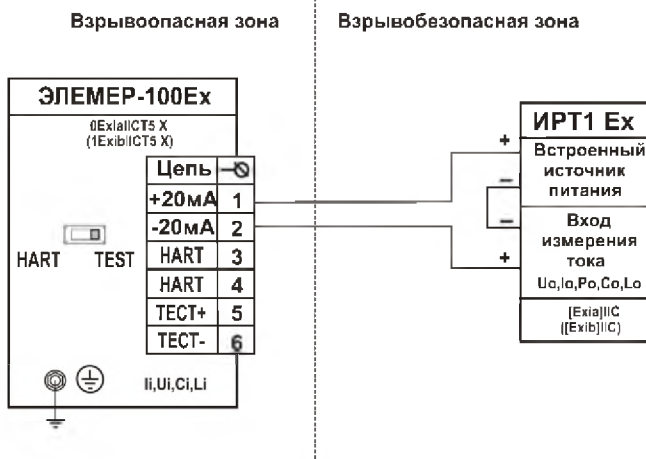 Взрывоопасная зона
Взрывобезопасная зона
ЭЛЕМЕР-100Ex
0ExiaIICT5 X
(1ExibIICT5 X)
Цепь
+20мА 1
-20мА 2
HART 3
HART 4
ТЕСТ+ 5
ТЕСТ- 6
HART TEST
Ii,Ui,Ci,Li
ИРТ1 Ex
+
Встроенный
источник
питания
–
–
Вход
измерения
тока
+
Uo,Io,Po,Co,Lo
[Exia]IIC
([Exib]IIC)